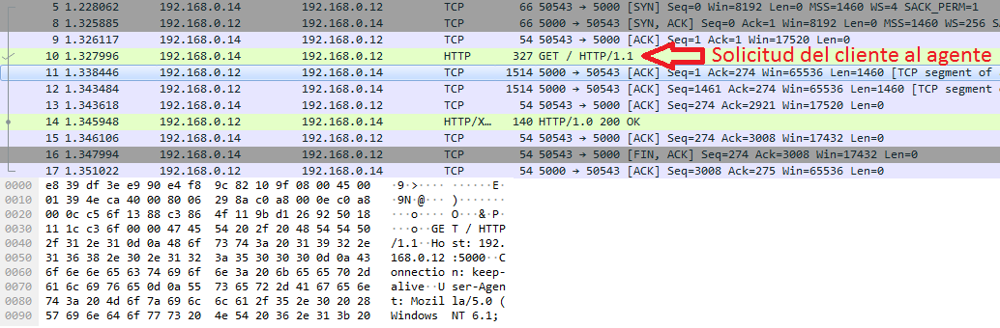 5 1.228062 192.168.0.14 192.168.0.12 TCP 66 50543 → 5000 [SYN] Seq=0 Win=8192 Len=0 MSS=1460 WS=4 SACK_PERM=1
8 1.325885 192.168.0.12 192.168.0.14 TCP 66 5000 → 50543 [SYN, ACK] Seq=0 Ack=1 Win=8192 Len=0 MSS=1460 WS=256 SA
9 1.326117 192.168.0.14 192.168.0.12 TCP 54 50543 → 5000 [ACK] Seq=1 Ack=1 Win=17520 Len=0
10 1.327996 192.168.0.14 192.168.0.12 HTTP 327 GET / HTTP/1.1 Solicitud del cliente al agente
11 1.338446 192.168.0.12 192.168.0.14 TCP 1514 5000 → 50543 [ACK] Seq=1 Ack=274 Win=65536 Len=1460 [TCP segment of
12 1.343484 192.168.0.12 192.168.0.14 TCP 1514 5000 → 50543 [ACK] Seq=1461 Ack=274 Win=65536 Len=1460 [TCP segment
13 1.343618 192.168.0.14 192.168.0.12 TCP 54 50543 → 5000 [ACK] Seq=274 Ack=2921 Win=17520 Len=0
14 1.345948 192.168.0.12 192.168.0.14 HTTP/X… 140 HTTP/1.0 200 OK
15 1.346106 192.168.0.14 192.168.0.12 TCP 54 50543 → 5000 [ACK] Seq=274 Ack=3008 Win=17432 Len=0
16 1.347994 192.168.0.14 192.168.0.12 TCP 54 50543 → 5000 [FIN, ACK] Seq=274 Ack=3008 Win=17432 Len=0
17 1.351022 192.168.0.12 192.168.0.14 TCP 54 5000 → 50543 [ACK] Seq=3008 Ack=275 Win=65536 Len=0
0000 e8 39 df 3e e9 90 e4 f8 9c 82 10 9f 08 00 45 00 ·9·>···· ······E·
0010 01 39 4e ca 40 00 80 06 29 8a c0 a8 00 0e c0 a8 ·9N·@··· )·······
0020 00 0c c5 6f 13 88 c3 86 4f 11 9b d1 26 92 50 18 ···o···· O···&·P·
0030 11 1c c3 6f 00 00 47 45 54 20 2f 20 48 54 54 50 ···o··GE T / HTTP
0040 2f 31 2e 31 0d 0a 48 6f 73 74 3a 20 31 39 32 2e /1.1··Ho st: 192.
0050 31 36 38 2e 30 2e 31 32 3a 35 30 30 30 0d 0a 43 168.0.12 :5000··C
0060 6f 6e 6e 65 63 74 69 6f 6e 3a 20 6b 65 65 70 2d onnectio n: keep-
0070 61 6c 69 76 65 0d 0a 55 73 65 72 2d 41 67 65 6e alive··U ser-Agen
0080 74 3a 20 4d 6f 7a 69 6c 6c 61 2f 35 2e 30 20 28 t: Mozil la/5.0 (
0090 57 69 6e 64 6f 77 73 20 4e 54 20 36 2e 31 3b 20 Windows NT 6.1;